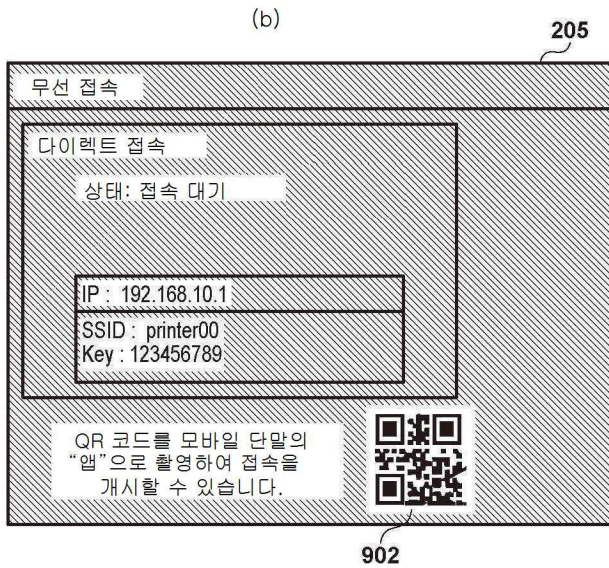 (b)
205
무선 접속
다이렉트 접속
상태: 접속 대기
IP : 192.168.10.1
SSID : printer00
Key : 123456789
QR 코드를 모바일 단말의
“앱”으로 촬영하여 접속을
개시할 수 있습니다.
902